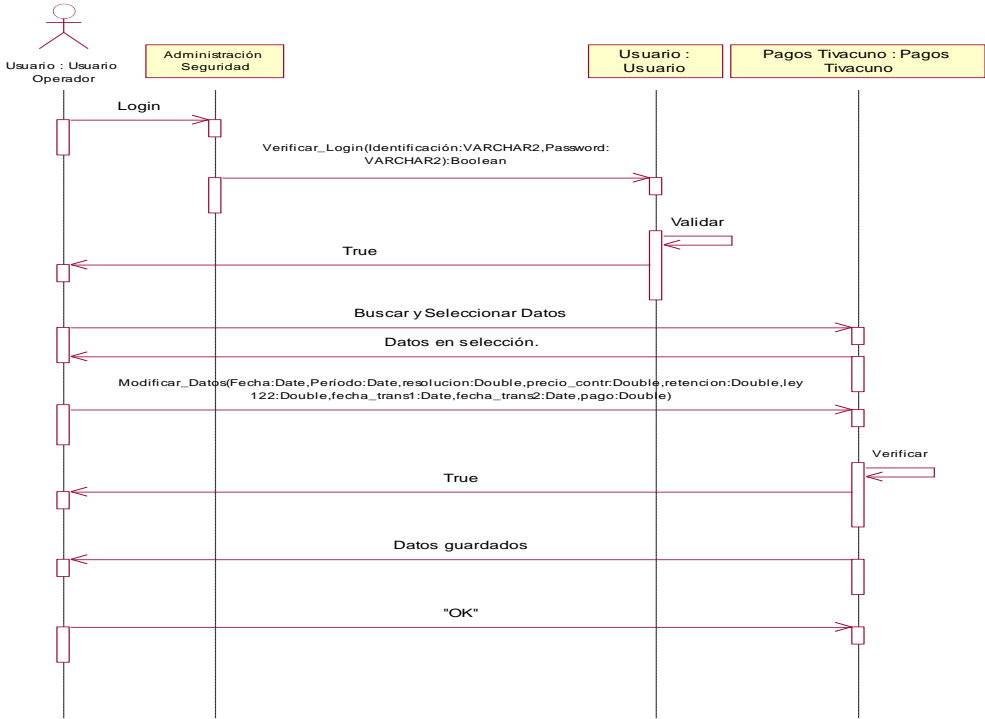 Usuario : Usuario
Operador
Administración
Seguridad
Usuario :
Usuario
Pagos Tivacuno : Pagos
Tivacuno
Login
Verificar_Login(Identificación:VARCHAR2,Password:
VARCHAR2):Boolean
Validar
True
Buscar y Seleccionar Datos
Datos en selección.
Modificar_Datos(Fecha:Date,Período:Date,resolucion:Double,precio_contr:Double,retencion:Double,ley
122:Double,fecha_trans1:Date,fecha_trans2:Date,pago:Double)
Verificar
True
Datos guardados
"OK"